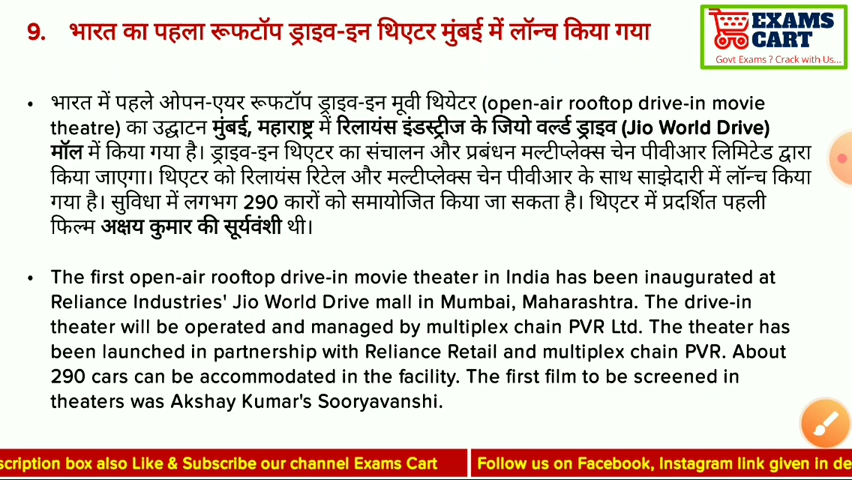 9. भारत का पहला रूफटॉप ड्राइव-इन थिएटर मुंबई में लॉन्च किया गया
EXAMS
CART
Govt Exams ? Crack with Us...
• भारत में पहले ओपन-एयर रूफटॉप ड्राइव-इन मूवी थियेटर (open-air rooftop drive-in movie
theatre) का उद्घाटन मुंबई, महाराष्ट्र में रिलायंस इंडस्ट्रीज के जियो वर्ल्ड ड्राइव (Jio World Drive)
मॉल में किया गया है। ड्राइव-इन थिएटर का संचालन और प्रबंधन मल्टीप्लेक्स चेन पीवीआर लिमिटेड द्वारा
किया जाएगा। थिएटर को रिलायंस रिटेल और मल्टीप्लेक्स चेन पीवीआर के साथ साझेदारी में लॉन्च किया
गया है। सुविधा में लगभग 290 कारों को समायोजित किया जा सकता है। थिएटर में प्रदर्शित पहली
फिल्म अक्षय कुमार की सूर्यवंशी थी।
• The first open-air rooftop drive-in movie theater in India has been inaugurated at
Reliance Industries' Jio World Drive mall in Mumbai, Maharashtra. The drive-in
theater will be operated and managed by multiplex chain PVR Ltd. The theater has
been launched in partnership with Reliance Retail and multiplex chain PVR. About
290 cars can be accommodated in the facility. The first film to be screened in
theaters was Akshay Kumar's Sooryavanshi.
scription box also Like & Subscribe our channel Exams Cart
Follow us on Facebook, Instagram link given in de